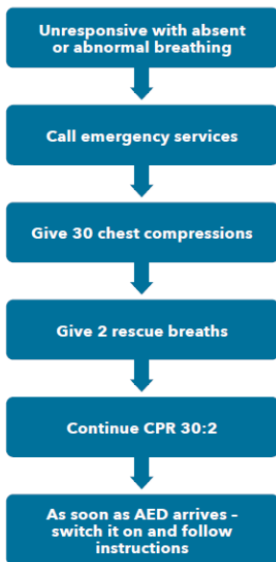 Unresponsive with absent
or abnormal breathing
Call emergency services
Give 30 chest compressions
Give 2 rescue breaths
Continue CPR 30:2
As soon as AED arrives –
switch it on and follow
instructions